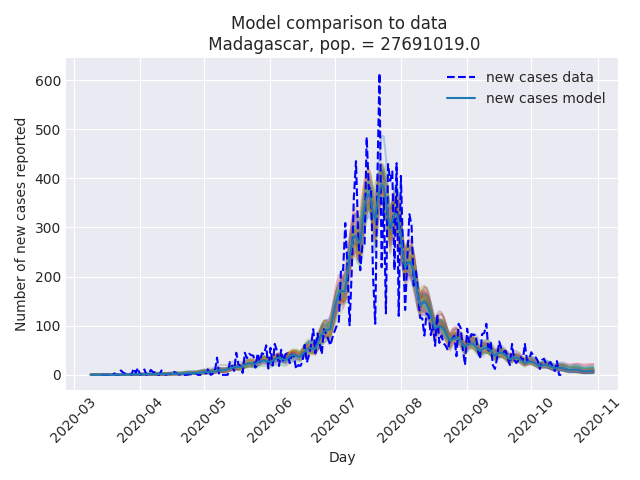 Model comparison to data
Madagascar, pop. = 27691019.0
new cases data
new cases model
Number of new cases reported
600
500
400
300
200
100
0
2020-03
2020-04
2020-05
2020-06
2020-07
2020-08
2020-09
2020-10
2020-11
Day